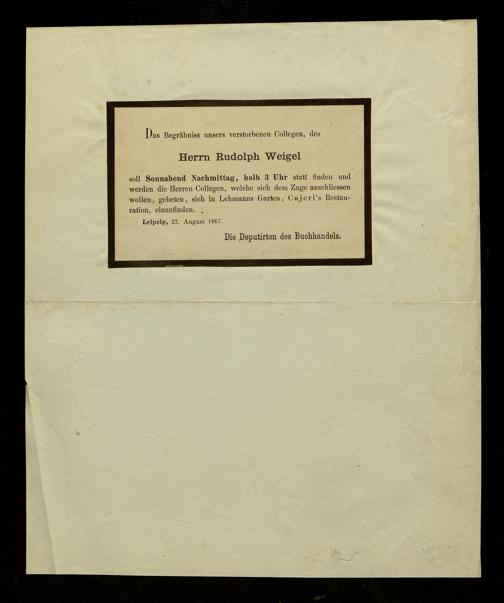 Das Begräbniss unsers verstorbenen Collegen, des
Herrn Rudolph Weigel
soll Sonnabend Nachmittag, halb 3 Uhr statt finden und
werden die Herren Collegen, welche sich dem Zuge anschliessen
wollen, gebeten, sich in Lehmanns Garten, Cajeri's Restau-
ration, einzufinden.
Leipzig, 22. August 1867.
Die Deputirten des Buchhandels.